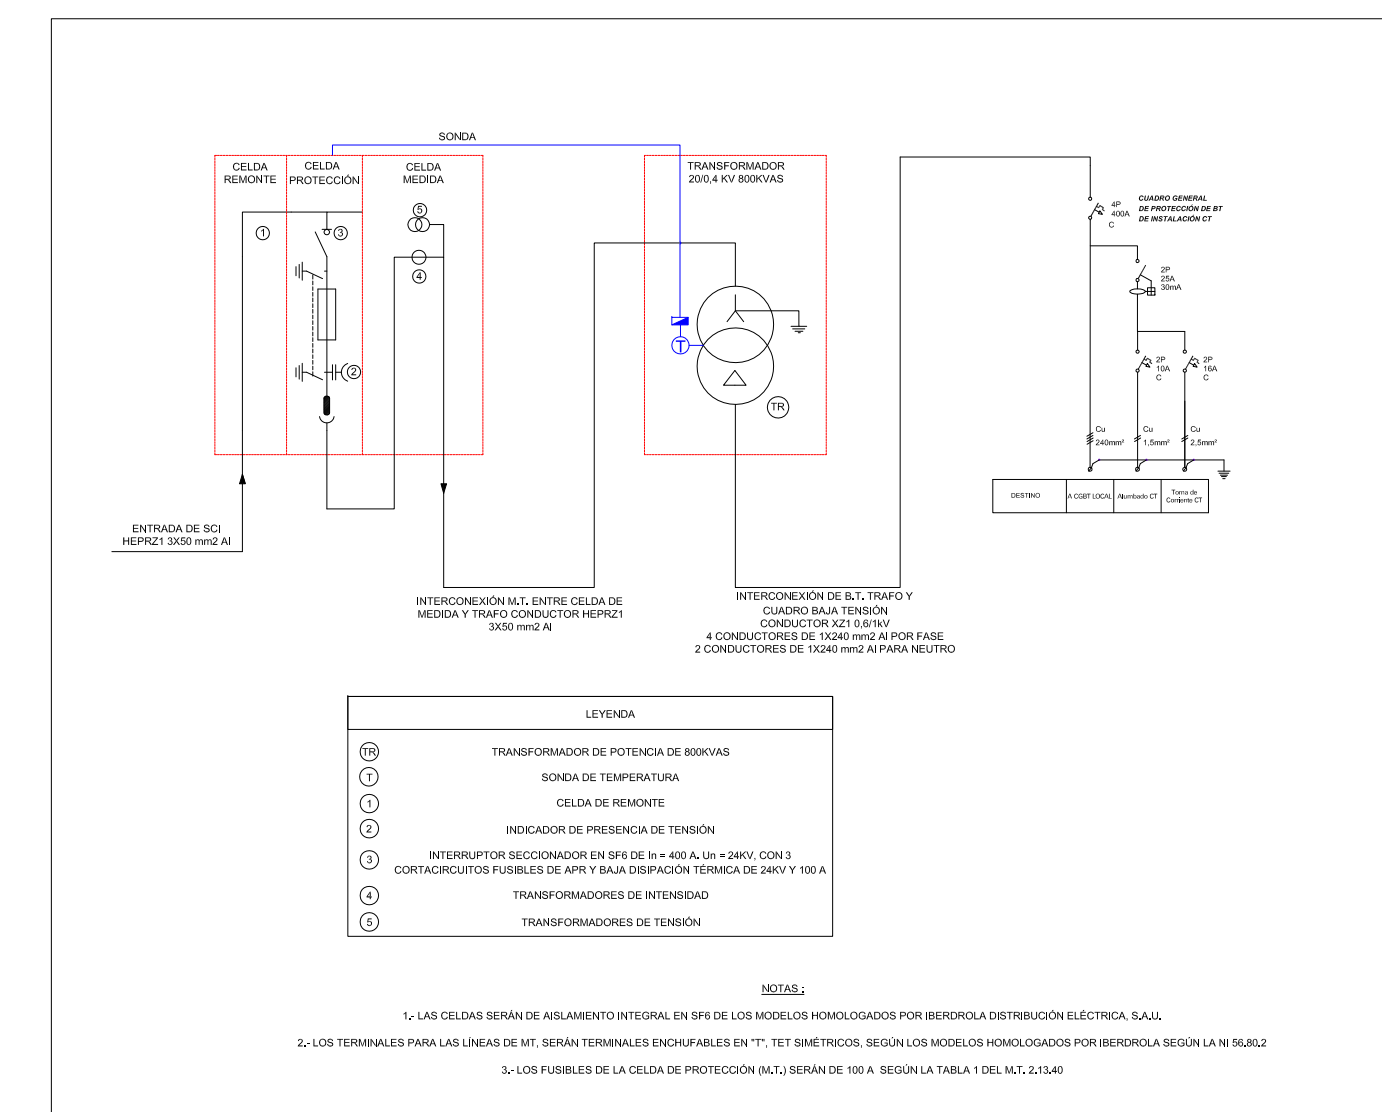 SONDA
CELDA
REMONTE
CELDA
PROTECCIÓN
CELDA
MEDIDA
5
1
3
4
2
ENTRADA DE SCI
HEPRZ1 3X50 mm2 Al
TRANSFORMADOR
20/0,4 KV 800KVAS
T
TR
INTERCONEXIÓN M.T. ENTRE CELDA DE
MEDIDA Y TRAFO CONDUCTOR HEPRZ1
3X50 mm2 Al
INTERCONEXIÓN DE B.T. TRAFO Y
CUADRO BAJA TENSIÓN
CONDUCTOR XZ1 0,6/1kV
4 CONDUCTORES DE 1X240 mm2 Al POR FASE
2 CONDUCTORES DE 1X240 mm2 Al PARA NEUTRO
4P
400A
C
CUADRO GENERAL
DE PROTECCIÓN DE BT
DE INSTALACIÓN CT
2P
25A
30mA
2P
10A
C
2P
16A
C
Cu
240mm²
Cu
1,5mm²
Cu
2,5mm²
DESTINO
A CGBT LOCAL
Alumbado CT
Toma de
Corriente CT
LEYENDA
TR TRANSFORMADOR DE POTENCIA DE 800KVAS
T SONDA DE TEMPERATURA
1 CELDA DE REMONTE
2 INDICADOR DE PRESENCIA DE TENSIÓN
3 INTERRUPTOR SECCIONADOR EN SF6 DE In = 400 A. Un = 24KV, CON 3
CORTACIRCUITOS FUSIBLES DE APR Y BAJA DISIPACIÓN TÉRMICA DE 24KV Y 100 A
4 TRANSFORMADORES DE INTENSIDAD
5 TRANSFORMADORES DE TENSIÓN
NOTAS :
1.- LAS CELDAS SERÁN DE AISLAMIENTO INTEGRAL EN SF6 DE LOS MODELOS HOMOLOGADOS POR IBERDROLA DISTRIBUCIÓN ELÉCTRICA, S.A.U.
2.- LOS TERMINALES PARA LAS LÍNEAS DE MT, SERÁN TERMINALES ENCHUFABLES EN "T", TET SIMÉTRICOS, SEGÚN LOS MODELOS HOMOLOGADOS POR IBERDROLA SEGÚN LA NI 56.80.2
3.- LOS FUSIBLES DE LA CELDA DE PROTECCIÓN (M.T.) SERÁN DE 100 A SEGÚN LA TABLA 1 DEL M.T. 2.13.40